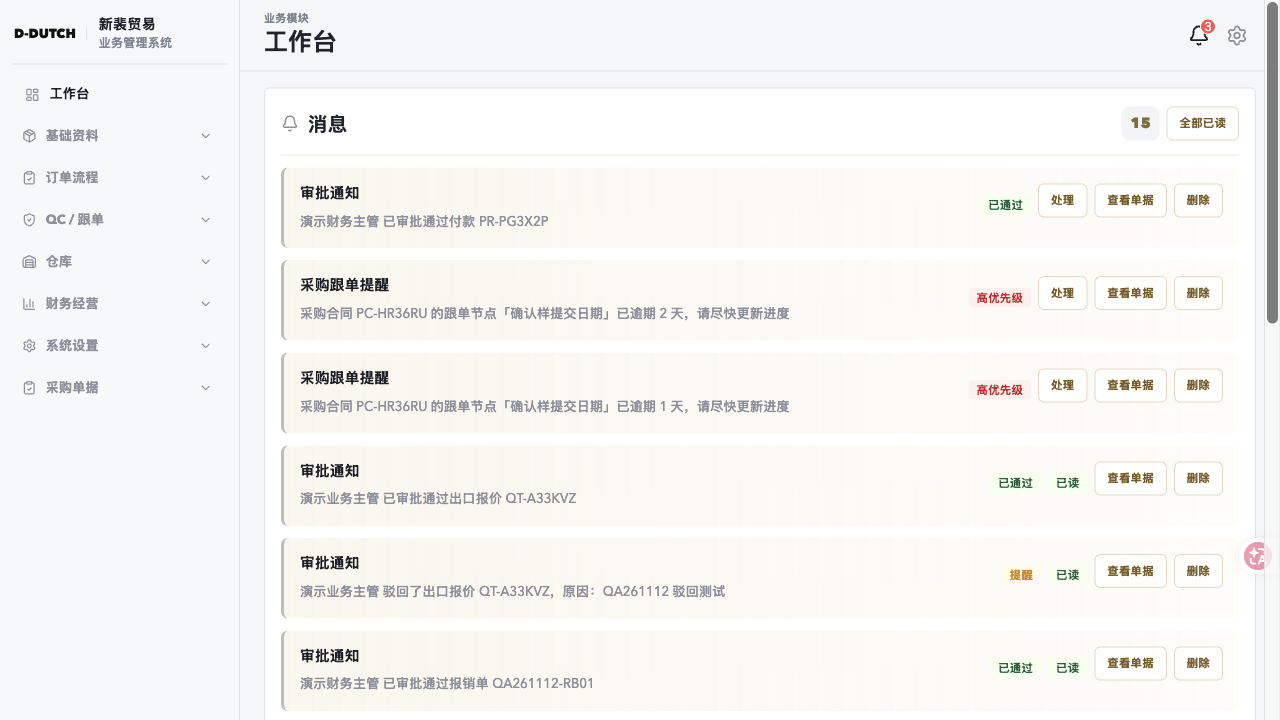 D-DUTCH
新裴贸易
业务管理系统
工作台
基础资料
订单流程
QC / 跟单
仓库
财务经营
系统设置
采购单据
业务模块
工作台
3
消息
15
全部已读
审批通知
演示财务主管 已审批通过付款 PR-PG3X2P
已通过
处理
查看单据
删除
采购跟单提醒
采购合同 PC-HR36RU 的跟单节点「确认样提交日期」已逾期 2 天，请尽快更新进度
高优先级
处理
查看单据
删除
采购跟单提醒
采购合同 PC-HR36RU 的跟单节点「确认样提交日期」已逾期 1 天，请尽快更新进度
高优先级
处理
查看单据
删除
审批通知
演示业务主管 已审批通过出口报价 QT-A33KVZ
已通过
已读
查看单据
删除
审批通知
演示业务主管 驳回了出口报价 QT-A33KVZ，原因：QA261112 驳回测试
提醒
已读
查看单据
删除
审批通知
演示财务主管 已审批通过报销单 QA261112-RB01
已通过
已读
查看单据
删除